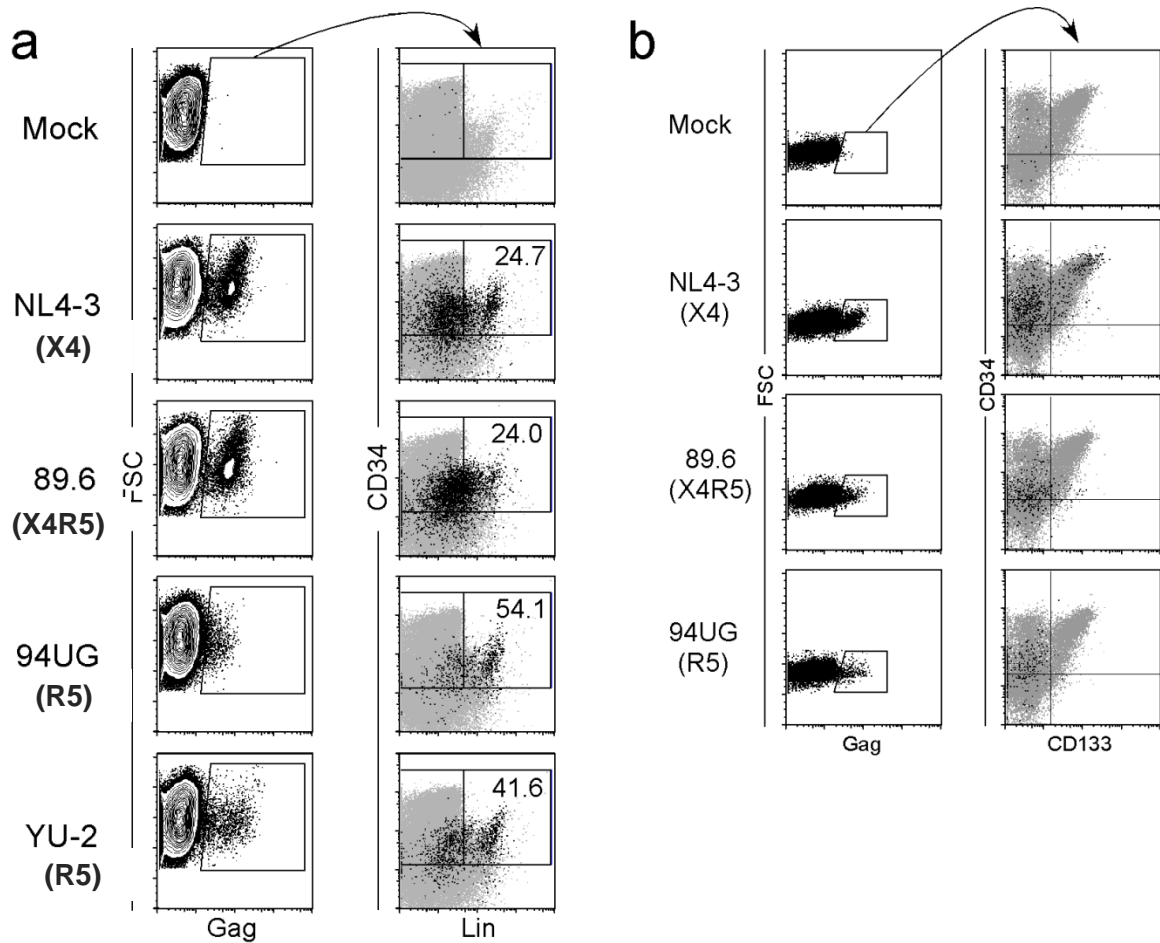 a
Mock
NL4-3
(X4)
24.7
89.6
(X4R5)
24.0
94UG
(R5)
54.1
YU-2
(R5)
41.6
FSC
CD34
Gag
Lin
b
Mock
NL4-3
(X4)
89.6
(X4R5)
94UG
(R5)
FSC
CD34
Gag
CD133